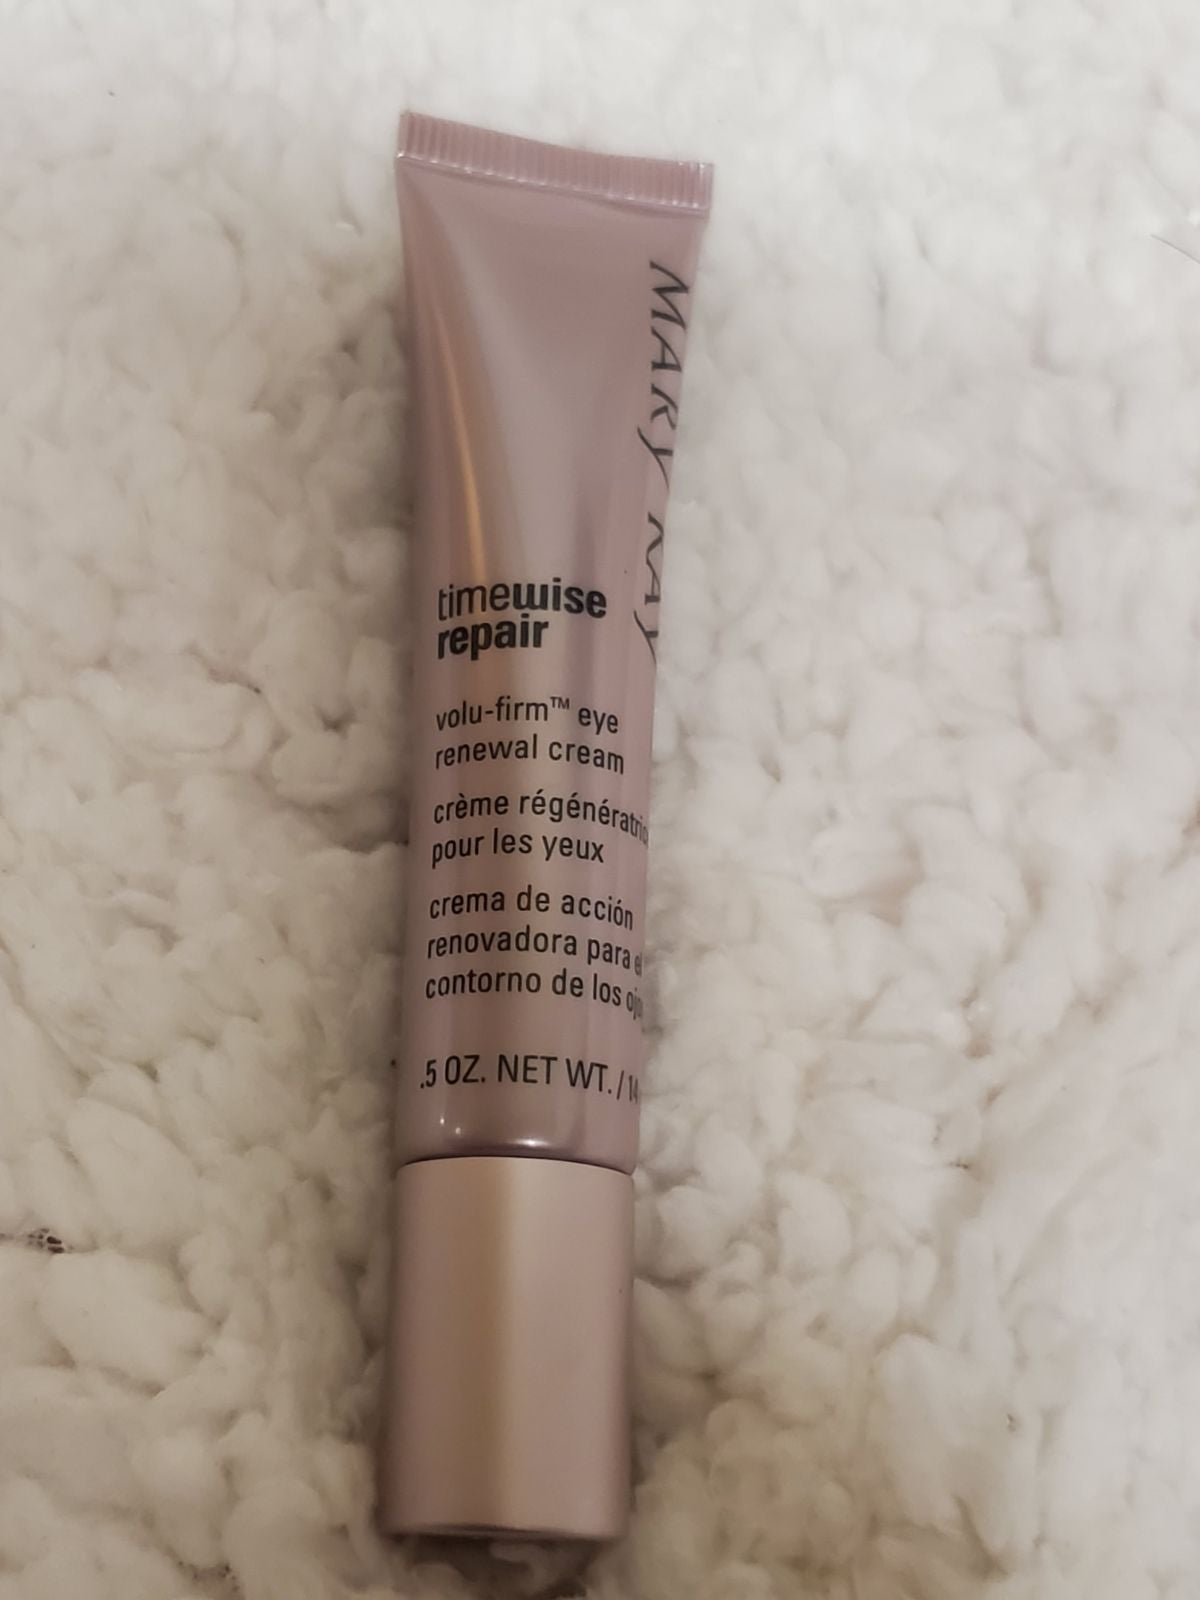 MARY KAY
timewise
repair
volu-firm™ eye
renewal cream
crème régénératric
pour les yeux
crema de acción
renovadora para el
contorno de los ojo
.5 OZ. NET WT. / 14